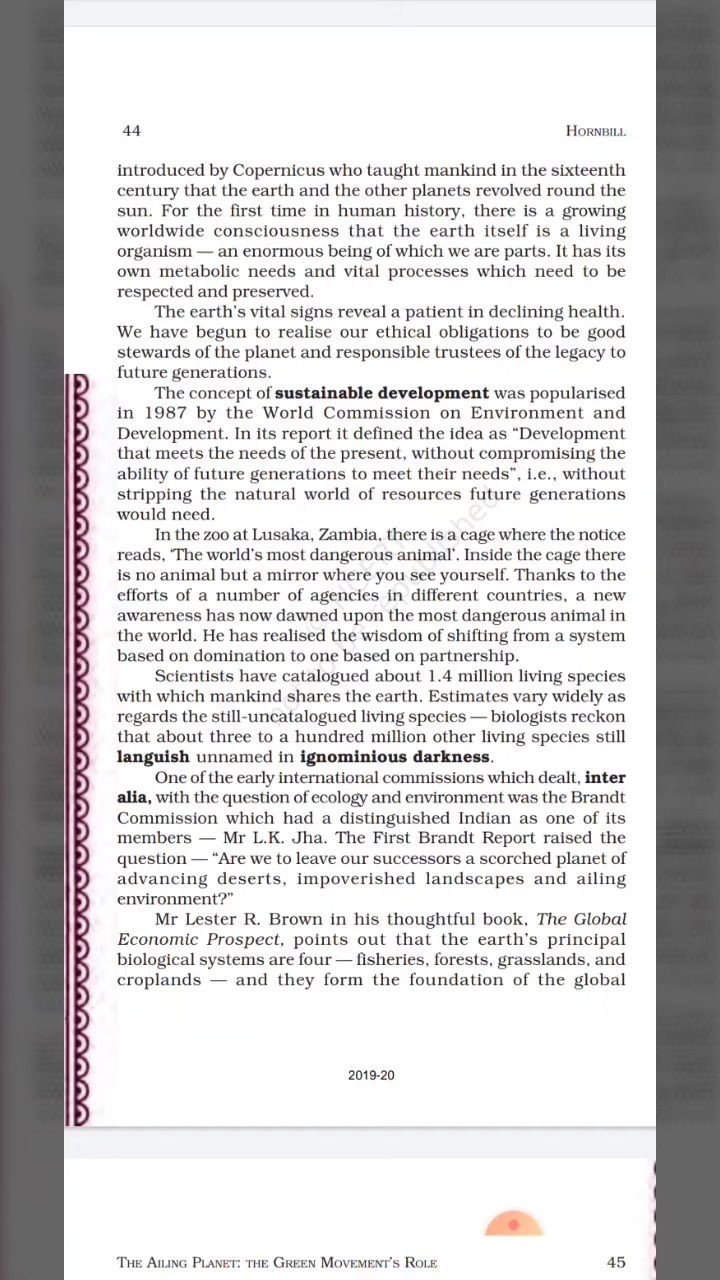 44
HORNBILL
introduced by Copernicus who taught mankind in the sixteenth
century that the earth and the other planets revolved round the
sun. For the first time in human history, there is a growing
worldwide consciousness that the earth itself is a living
organism — an enormous being of which we are parts. It has its
own metabolic needs and vital processes which need to be
respected and preserved.
The earth's vital signs reveal a patient in declining health.
We have begun to realise our ethical obligations to be good
stewards of the planet and responsible trustees of the legacy to
future generations.
The concept of sustainable development was popularised
in 1987 by the World Commission on Environment and
Development. In its report it defined the idea as “Development
that meets the needs of the present, without compromising the
ability of future generations to meet their needs”, i.e., without
stripping the natural world of resources future generations
would need.
In the zoo at Lusaka, Zambia, there is a cage where the notice
reads, ‘The world's most dangerous animal’. Inside the cage there
is no animal but a mirror where you see yourself. Thanks to the
efforts of a number of agencies in different countries, a new
awareness has now dawned upon the most dangerous animal in
the world. He has realised the wisdom of shifting from a system
based on domination to one based on partnership.
Scientists have catalogued about 1.4 million living species
with which mankind shares the earth. Estimates vary widely as
regards the still-uncatalogued living species — biologists reckon
that about three to a hundred million other living species still
languish unnamed in ignominious darkness.
One of the early international commissions which dealt, inter
alia, with the question of ecology and environment was the Brandt
Commission which had a distinguished Indian as one of its
members — Mr L.K. Jha. The First Brandt Report raised the
question — “Are we to leave our successors a scorched planet of
advancing deserts, impoverished landscapes and ailing
environment?”
Mr Lester R. Brown in his thoughtful book, The Global
Economic Prospect, points out that the earth's principal
biological systems are four — fisheries, forests, grasslands, and
croplands — and they form the foundation of the global
2019-20
THE AILING PLANET: THE GREEN MOVEMENT'S ROLE
45